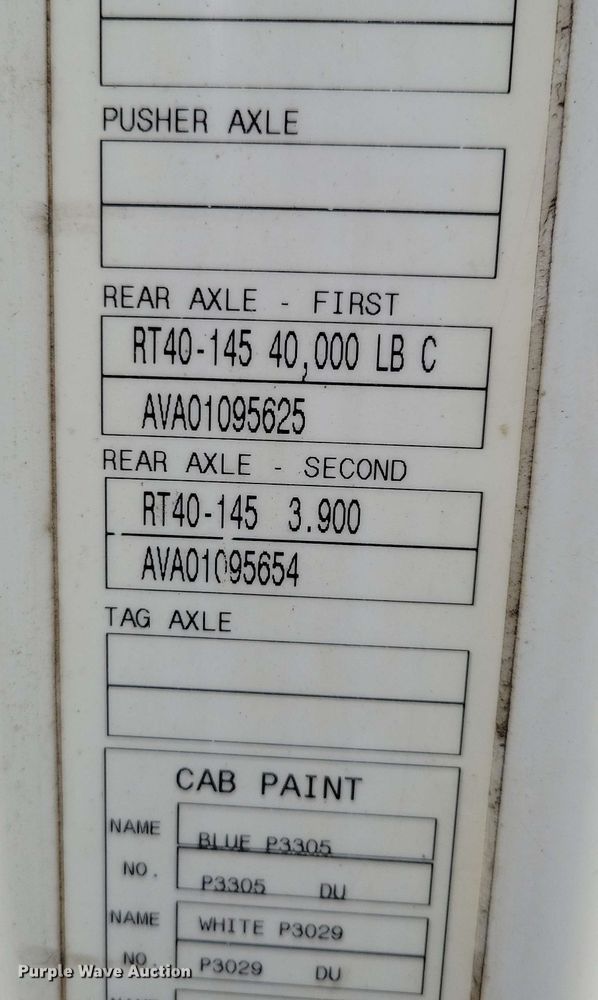 PUSHER AXLE
REAR AXLE - FIRST
RT40-145 40,000 LB C
AVA01095625
REAR AXLE - SECOND
RT40-145 3.900
AVA01095654
TAG AXLE
CAB PAINT
NAME BLUE P3305
NO. P3305 DU
NAME WHITE P3029
NO P3029 DU
NAME
Purple Wave Auction